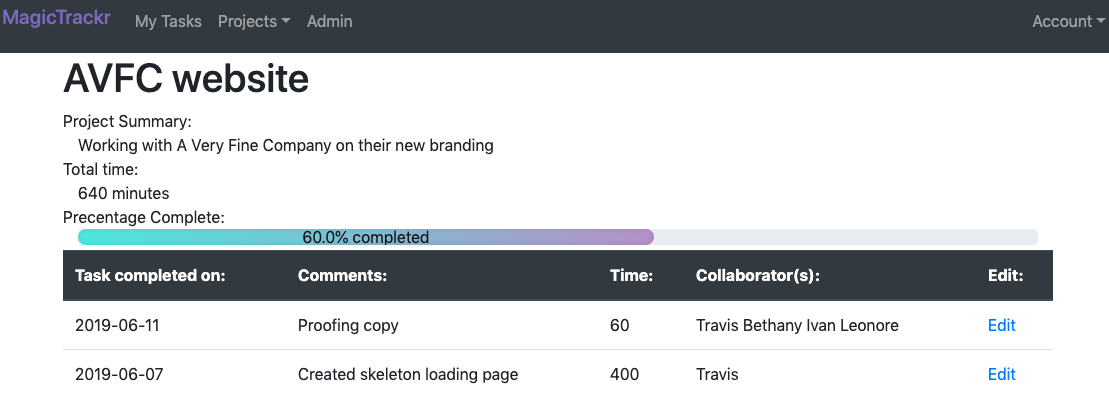 MagicTrackr My Tasks Projects Admin Account
AVFC website
Project Summary:
Working with A Very Fine Company on their new branding
Total time:
640 minutes
Precentage Complete:
60.0% completed
Task completed on: Comments: Time: Collaborator(s): Edit:
2019-06-11 Proofing copy 60 Travis Bethany Ivan Leonore Edit
2019-06-07 Created skeleton loading page 400 Travis Edit